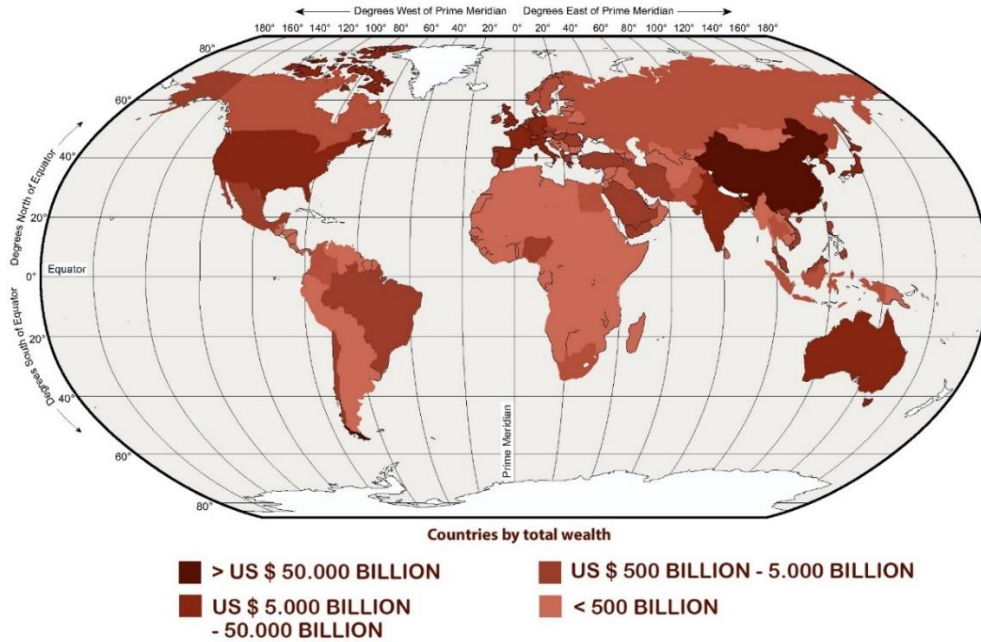 Degrees West of Prime Meridian Degrees East of Prime Meridian
180° 160° 140° 120° 100° 80° 60° 40° 20° 0 20° 40° 60° 80° 100° 120° 140° 160° 180°
80°
60°
40°
20°
0°
20°
40°
60°
80°
Degrees North of Equator
Equator
Degrees South of Equator
Prime Meridian
Countries by total wealth
> US $ 50.000 BILLION
US $ 5.000 BILLION
- 50.000 BILLION
US $ 500 BILLION - 5.000 BILLION
< 500 BILLION